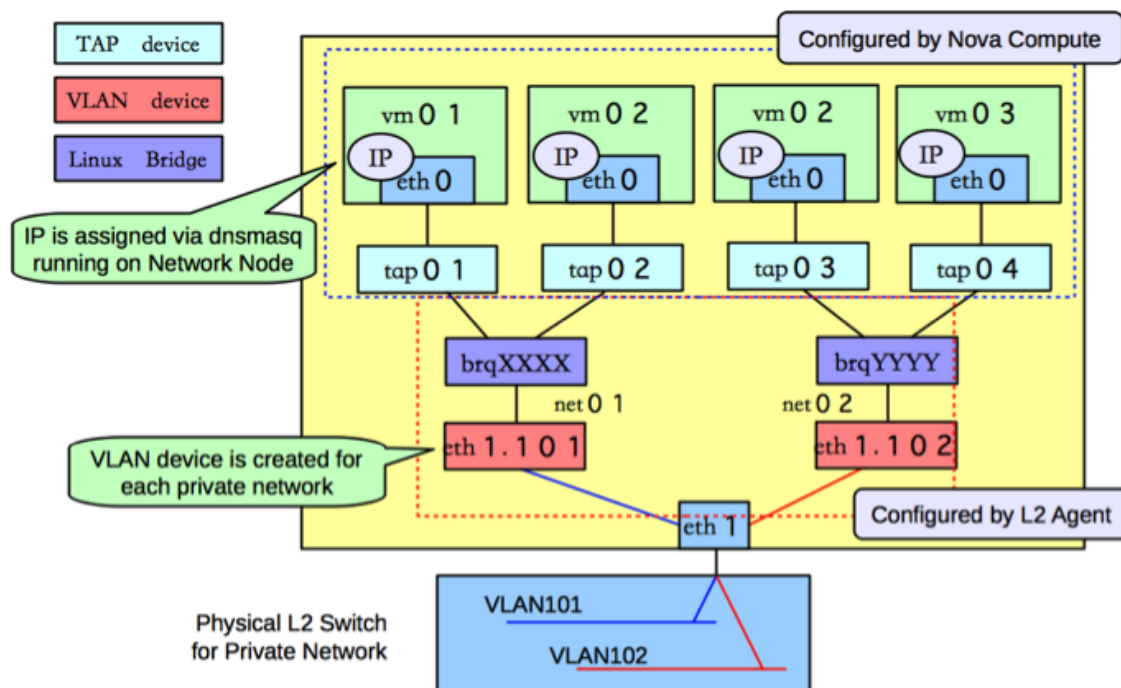 TAP device
Configured by Nova Compute
VLAN device
Linux Bridge
vm01
vm02
vm02
vm03
IP
IP
IP
IP
eth0
eth0
eth0
eth0
IP is assigned via dnsmasq
running on Network Node
tap01
tap02
tap03
tap04
brqXXXX
brqYYYY
net01
net02
eth1.101
eth1.102
VLAN device is created for
each private network
eth1
Configured by L2 Agent
VLAN101
Physical L2 Switch
for Private Network
VLAN102